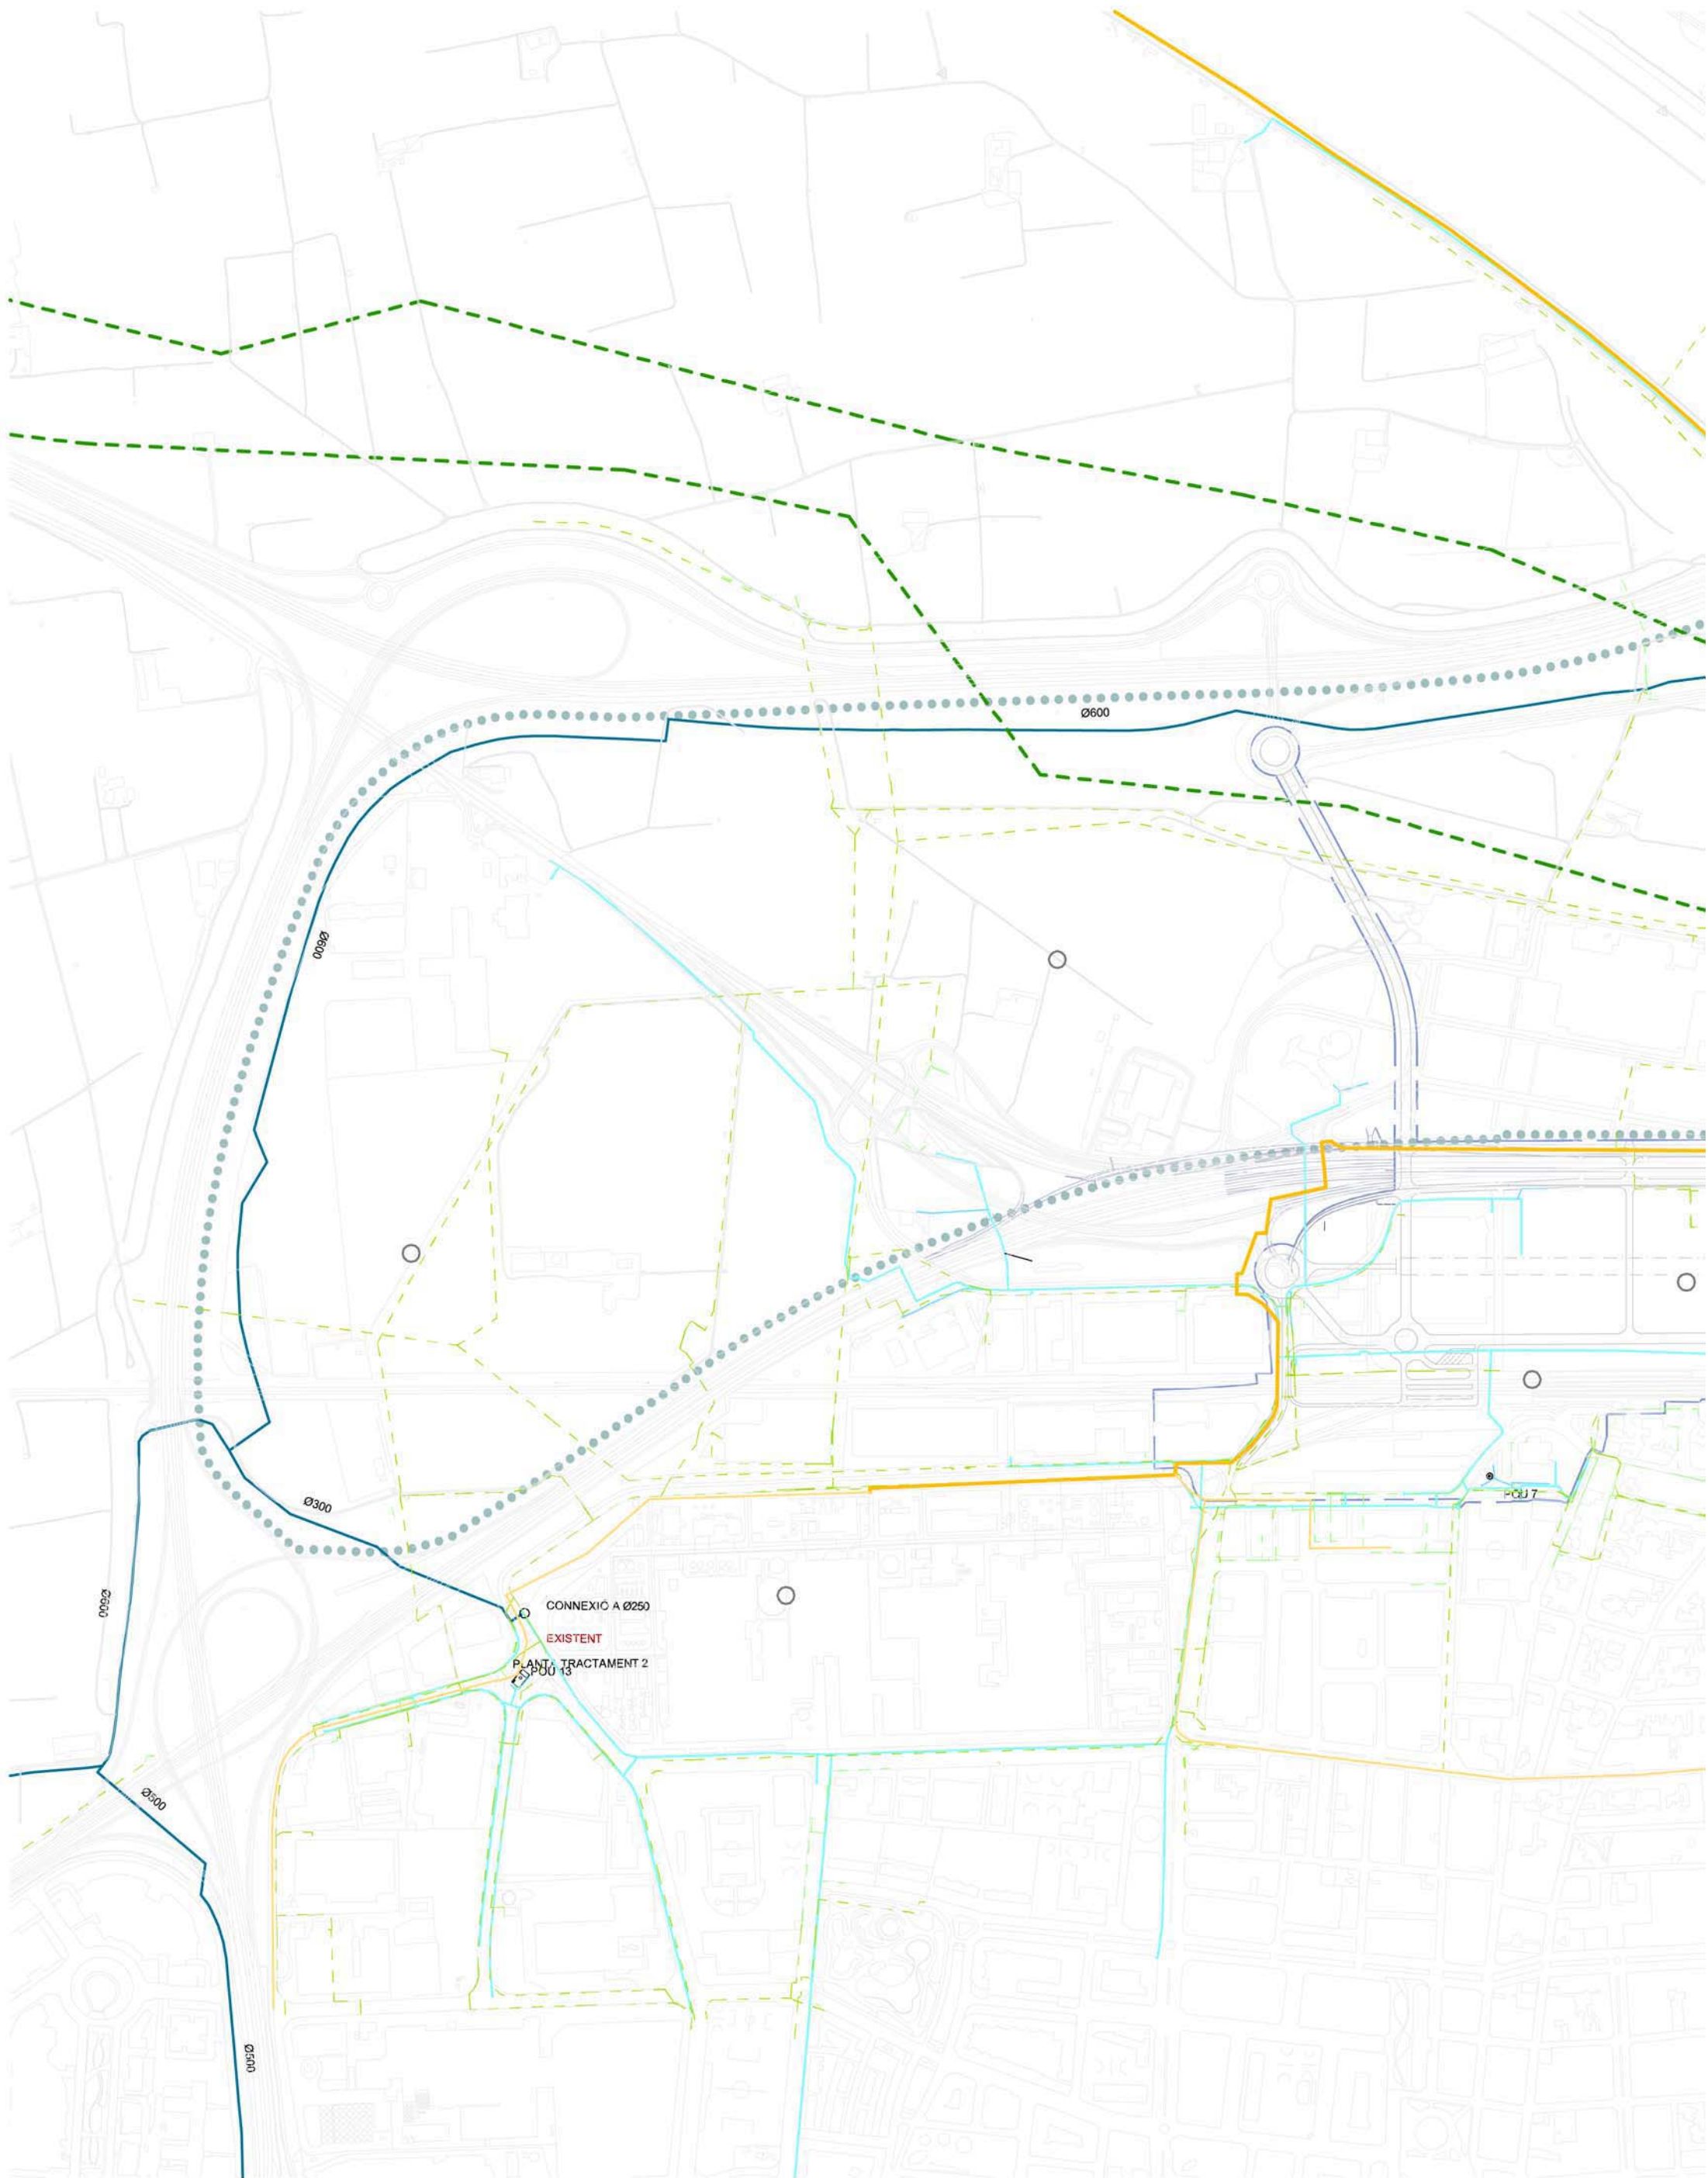 Ø600
Ø600
Ø300
POU 7
Ø600
CONNEXIÓ A Ø250
EXISTENT
PLANTA TRACTAMENT 2
POU 13
Ø500
Ø500